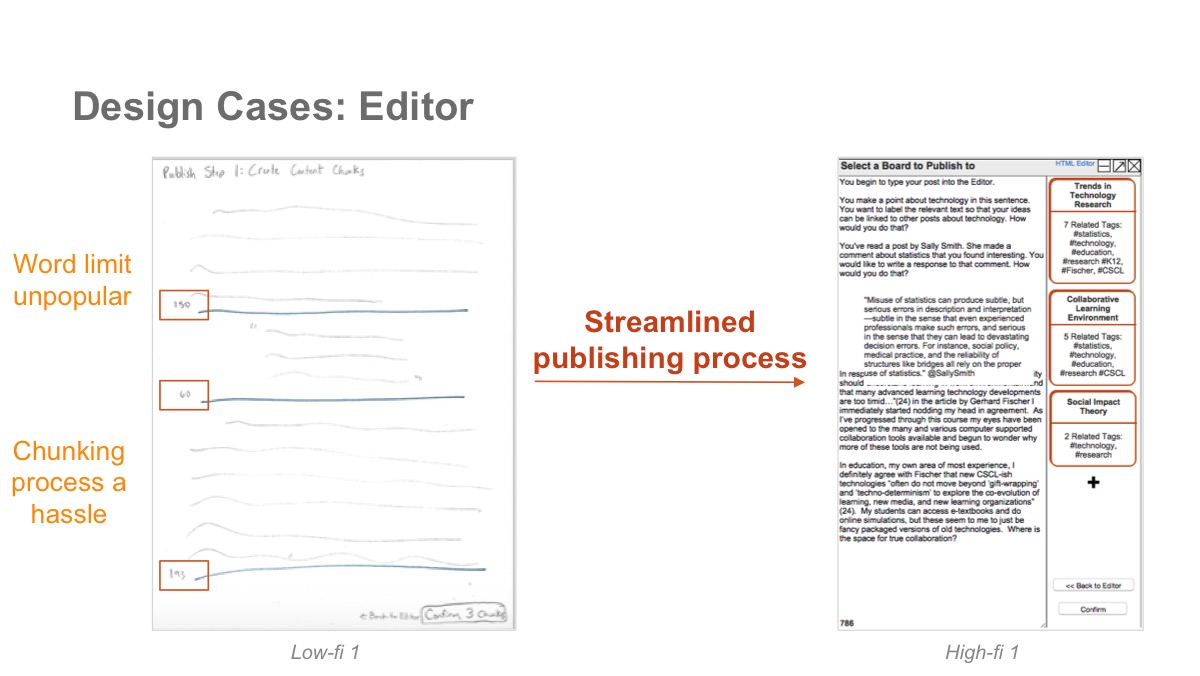 Design Cases: Editor
Publish Step 1: Create Content Chunks
Word limit
unpopular
150
60
Chunking
process a
hassle
193
← Back to Editor
Confirm 3 Chunks
Low-fi 1
Streamlined
publishing process
Select a Board to Publish to
HTML Editor
You begin to type your post into the Editor.
You make a point about technology in this sentence.
You want to label the relevant text so that your ideas
can be linked to other posts about technology. How
would you do that?
You've read a post by Sally Smith. She made a
comment about statistics that you found interesting. You
would like to write a response to that comment. How
would you do that?
"Misuse of statistics can produce subtle, but
serious errors in description and interpretation
—subtle in the sense that even experienced
professionals make such errors, and serious
in the sense that they can lead to devastating
decision errors. For instance, social policy,
medical practice, and the reliability of
structures like bridges all rely on the proper
In respuse of statistics." @SallySmith ity
should nd
that many advanced learning technology developments
are too timid…"(24) in the article by Gerhard Fischer I
immediately started nodding my head in agreement. As
I've progressed through this course my eyes have been
opened to the many and various computer supported
collaboration tools available and begun to wonder why
more of these tools are not being used.
In education, my own area of most experience, I
definitely agree with Fischer that new CSCL-ish
technologies "often do not move beyond 'gift-wrapping'
and 'techno-determinism' to explore the co-evolution of
learning, new media, and new learning organizations"
(24). My students can access e-textbooks and do
online simulations, but these seem to me to just be
fancy packaged versions of old technologies. Where is
the space for true collaboration?
786
Trends in
Technology
Research
7 Related Tags:
#statistics,
#technology,
#education,
#research #K12,
#Fischer, #CSCL
Collaborative
Learning
Environment
5 Related Tags:
#statistics,
#technology,
#education,
#research #CSCL
Social Impact
Theory
2 Related Tags:
#technology,
#research
+
<< Back to Editor
Confirm
High-fi 1